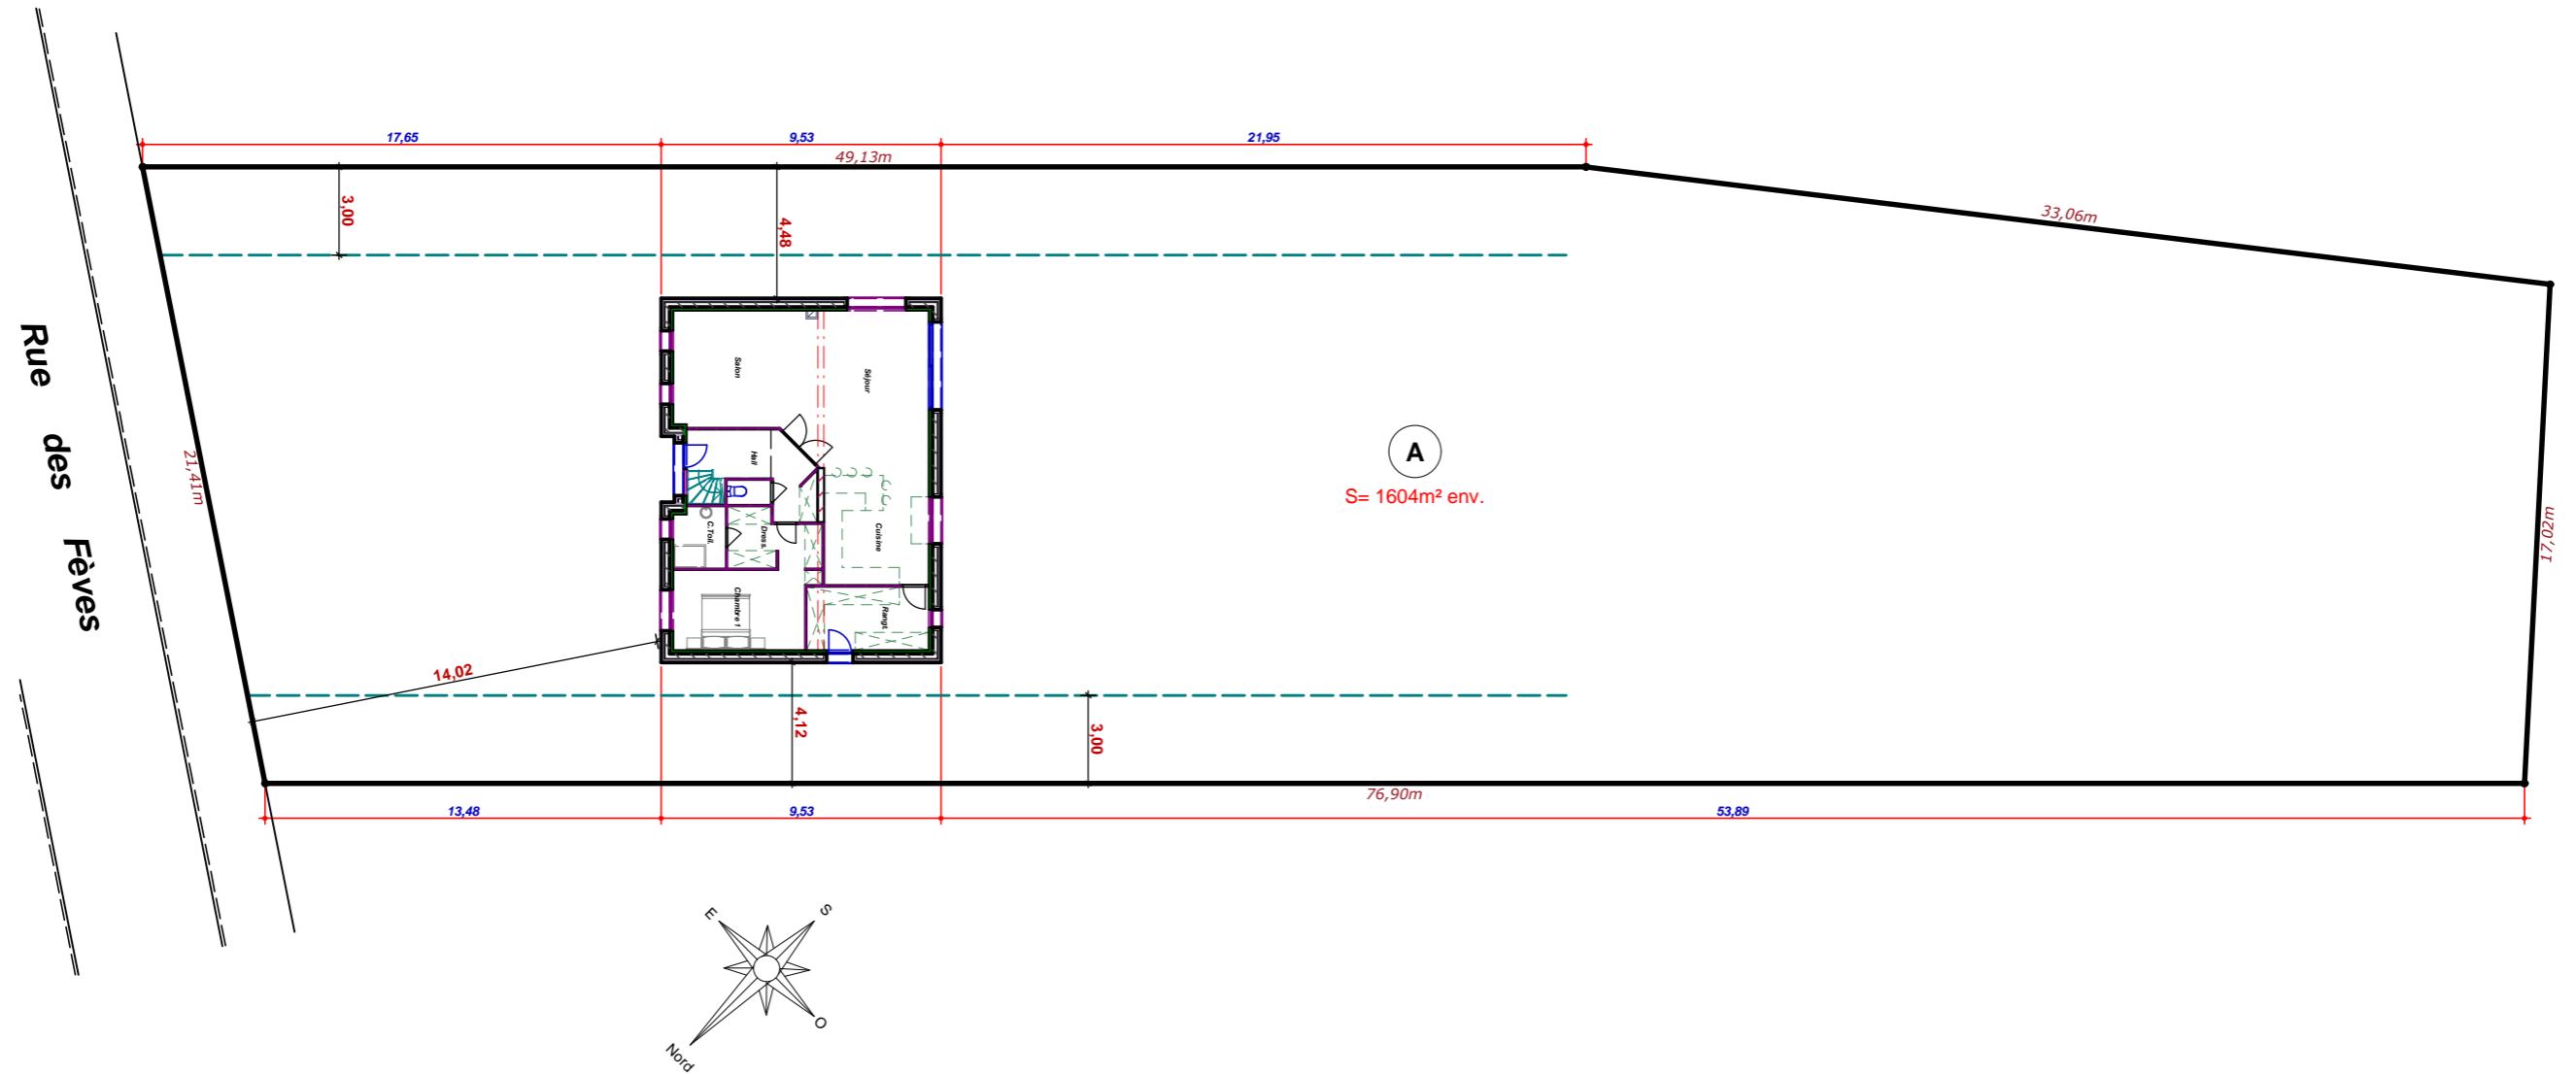 17,65
9,53
21,95
49,13m
33,06m
3,00
4,48
Rue des Fèves
21,41m
Salon
Séjour
Hall
C.Toil.
Dress.
Cuisine
Chambre 1
Rangt.
A
S= 1604m² env.
17,02m
14,02
4,12
3,00
76,90m
13,48
9,53
53,89
E
S
O
Nord